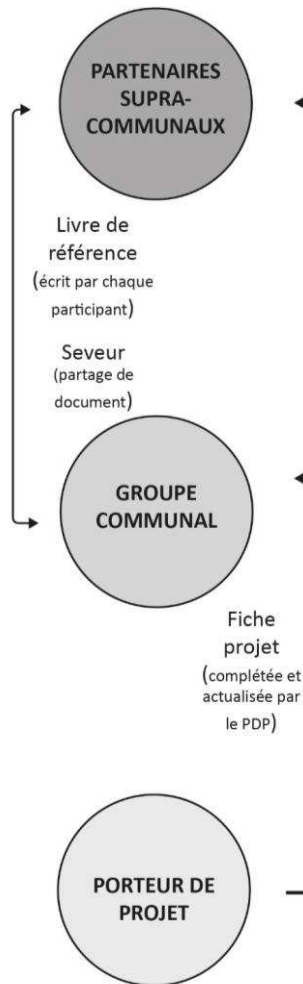 PARTENAIRES
SUPRA-
COMMUNAUX
Livre de
référence
(écrit par chaque
participant)
Seveur
(partage de
document)
GROUPE
COMMUNAL
Fiche
projet
(complétée et
actualisée par
le PDP)
PORTEUR DE
PROJET